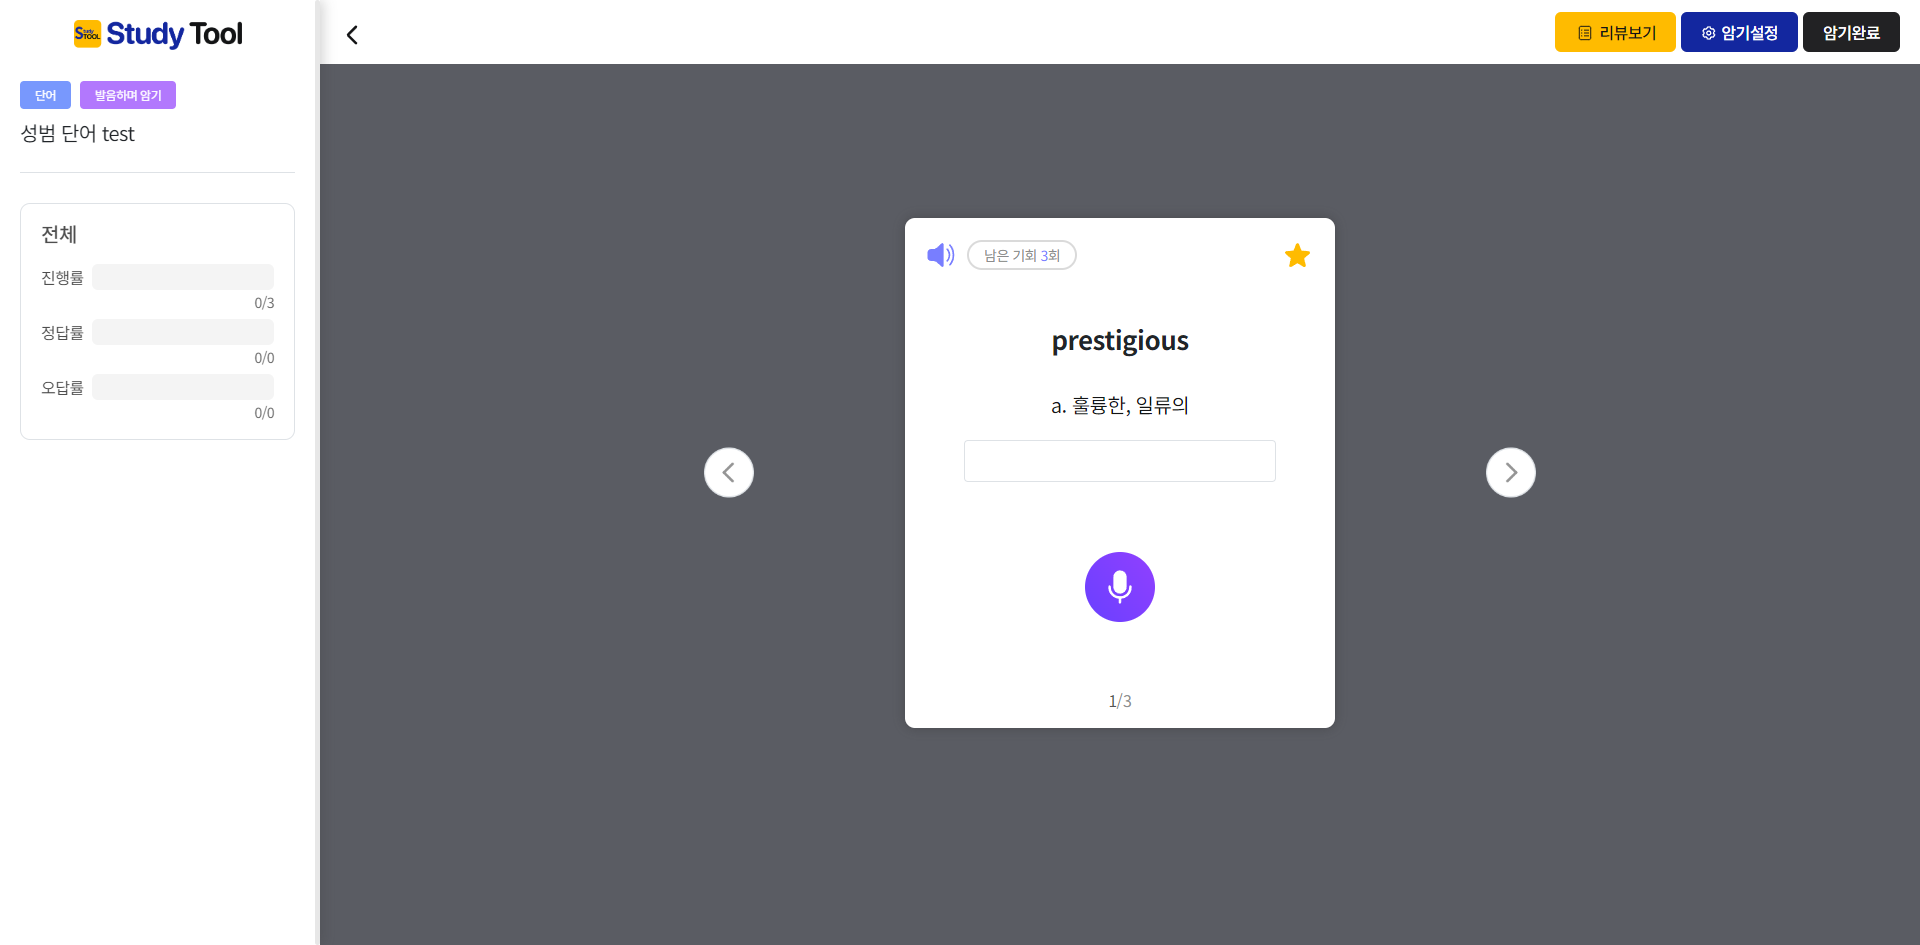 Study Tool
리뷰보기
암기설정
암기완료
단어
발음하며 암기
성범 단어 test
전체
진행률
0/3
정답률
0/0
오답률
0/0
남은 기회 3회
prestigious
a. 훌륭한, 일류의
1/3